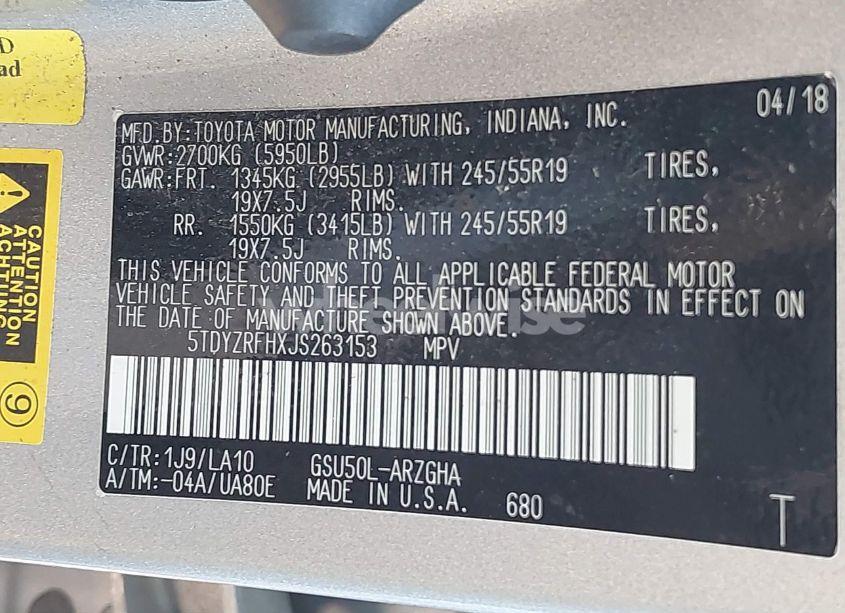 D
ad
04/18
MFD. BY: TOYOTA MOTOR MANUFACTURING, INDIANA, INC.
GVWR:2700KG (5950LB)
GAWR:FRT. 1345KG (2955LB) WITH 245/55R19 TIRES,
19X7.5J RIMS.
RR. 1550KG (3415LB) WITH 245/55R19 TIRES,
19X7.5J RIMS.
THIS VEHICLE CONFORMS TO ALL APPLICABLE FEDERAL MOTOR
VEHICLE SAFETY AND THEFT PREVENTION STANDARDS IN EFFECT ON
THE DATE OF MANUFACTURE SHOWN ABOVE.
5TDYZRFHXJS263153 MPV
C/TR:1J9/LA10 GSU50L-ARZGHA
A/TM:-04A/UA80E MADE IN U.S.A. 680
T
CAUTION
ATTENTION
ACHTUNG
9